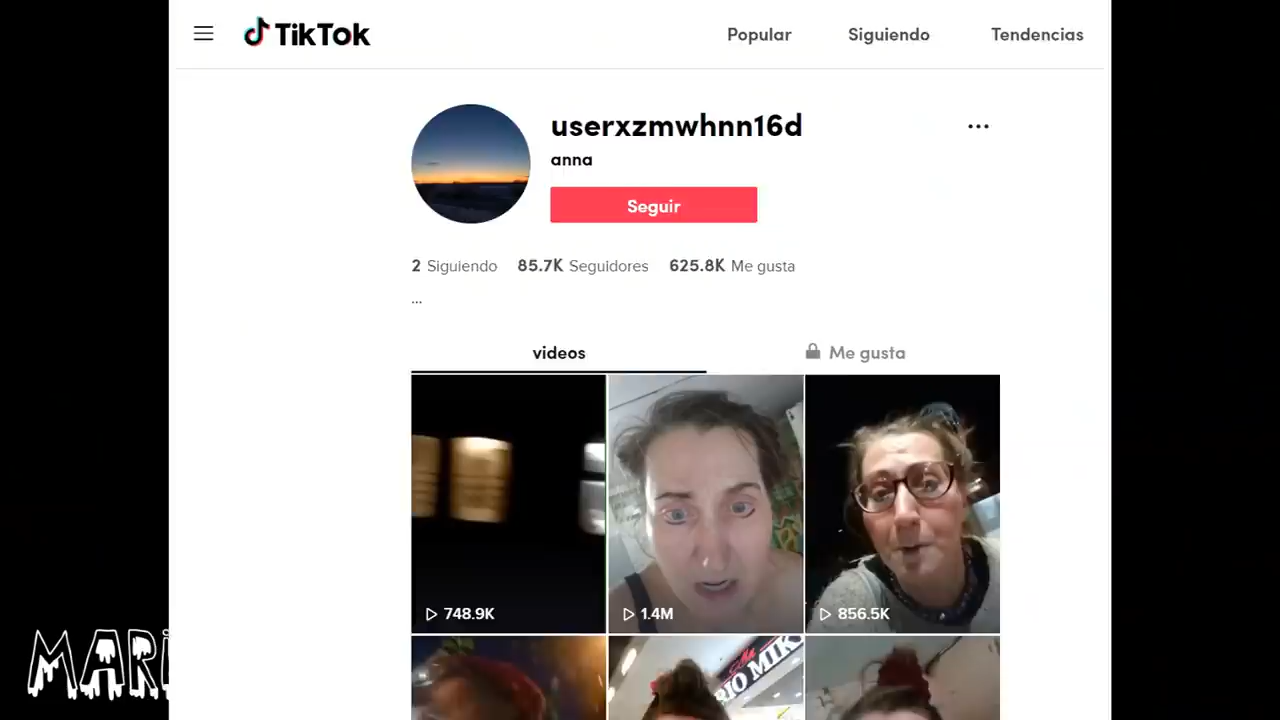 TikTok
Popular Siguiendo Tendencias
userxzmwhnn16d
...
anna
Seguir
2 Siguiendo 85.7K Seguidores 625.8K Me gusta
...
videos Me gusta
748.9K 1.4M 856.5K
MARi